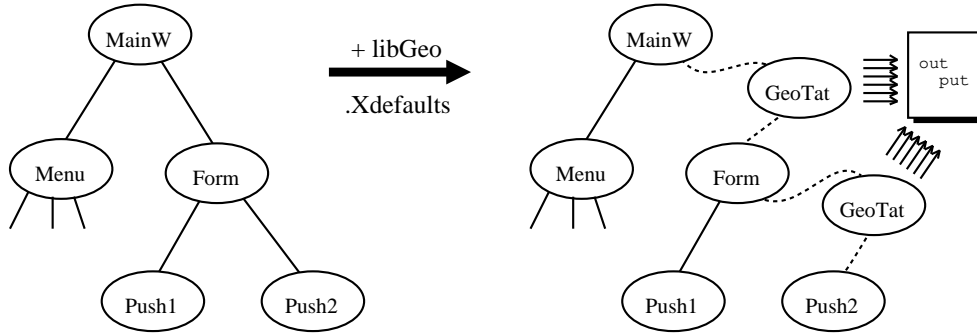 MainW
Menu
Form
Push1
Push2
+ libGeo
.Xdefaults
MainW
GeoTat
Menu
Form
GeoTat
Push1
Push2
out
put